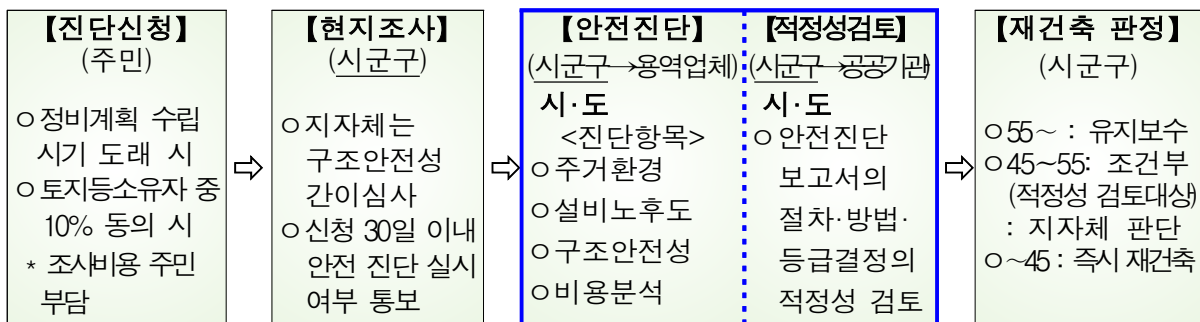 【진단신청】
(주민)
ㅇ정비계획 수립
시기 도래 시
ㅇ토지등소유자 중
10% 동의 시
* 조사비용 주민
부담
⇨
【현지조사】
(시군구)
ㅇ지자체는
구조안전성
간이심사
ㅇ신청 30일 이내
안전 진단 실시
여부 통보
⇨
【안전진단】
(시군구→용역업체)
시·도
<진단항목>
ㅇ주거환경
ㅇ설비노후도
ㅇ구조안전성
ㅇ비용분석
【적정성검토】
(시군구→공공기관)
시·도
ㅇ안전진단
보고서의
절차·방법·
등급결정의
적정성 검토
⇨
【재건축 판정】
(시군구)
ㅇ55~ : 유지보수
ㅇ45~55: 조건부
(적정성 검토대상)
: 지자체 판단
ㅇ~45 : 즉시 재건축